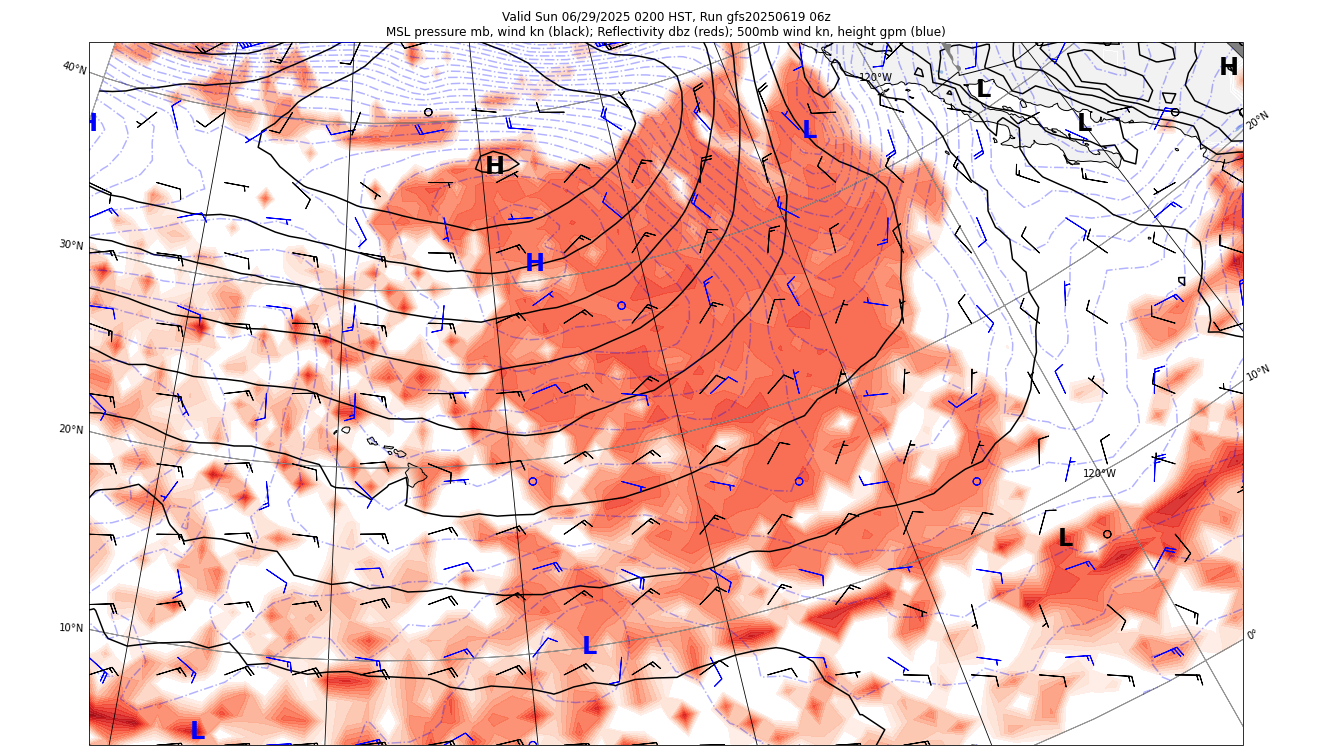 Valid Sun 06/29/2025 0200 HST, Run gfs20250619 06z
MSL pressure mb, wind kn (black); Reflectivity dbz (reds); 500mb wind kn, height gpm (blue)
40°N
120°W
H
L
L
20°N
H
L
H
30°N
H
10°N
20°N
120°W
L
10°N
0°
L
L